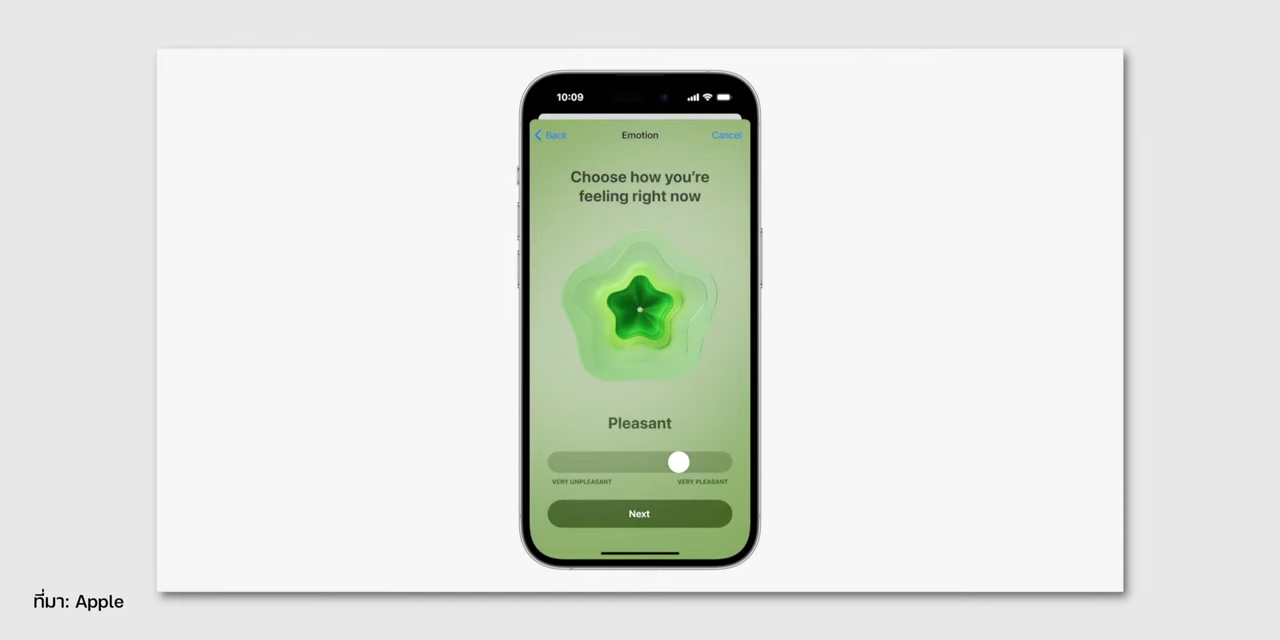 10:09
Back
Emotion
Cancel
Choose how you're
feeling right now
Pleasant
VERY UNPLEASANT
VERY PLEASANT
Next
ที่มา: Apple